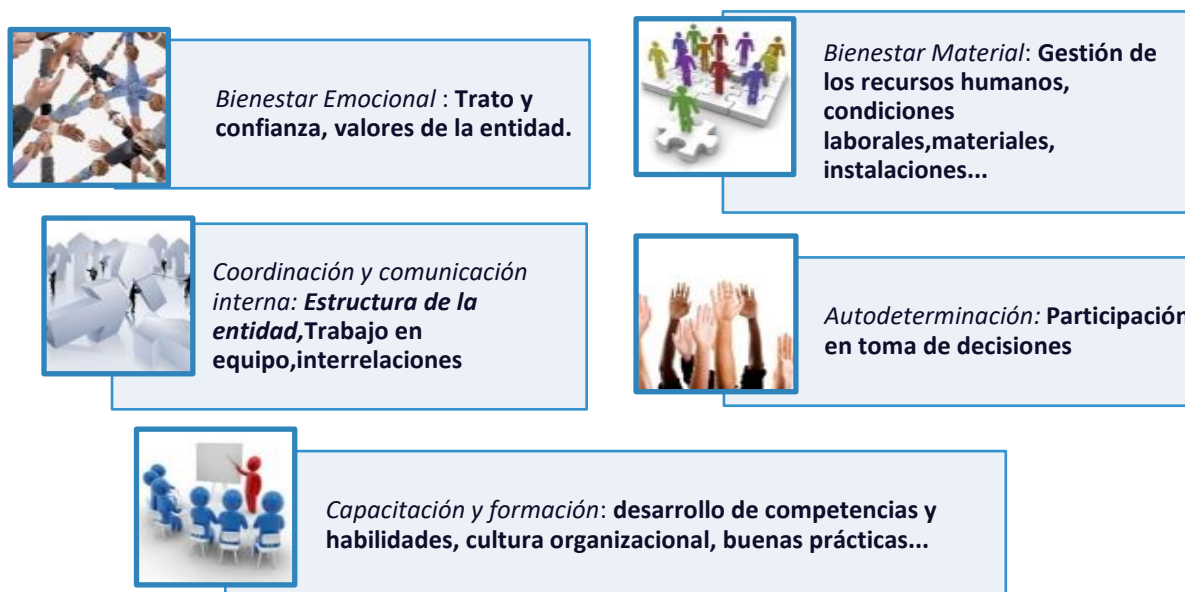 Bienestar Emocional : Trato y
confianza, valores de la entidad.
Bienestar Material: Gestión de
los recursos humanos,
condiciones
laborales,materiales,
instalaciones...
Coordinación y comunicación
interna: Estructura de la
entidad,Trabajo en
equipo,interrelaciones
Autodeterminación: Participación
en toma de decisiones
Capacitación y formación: desarrollo de competencias y
habilidades, cultura organizacional, buenas prácticas...